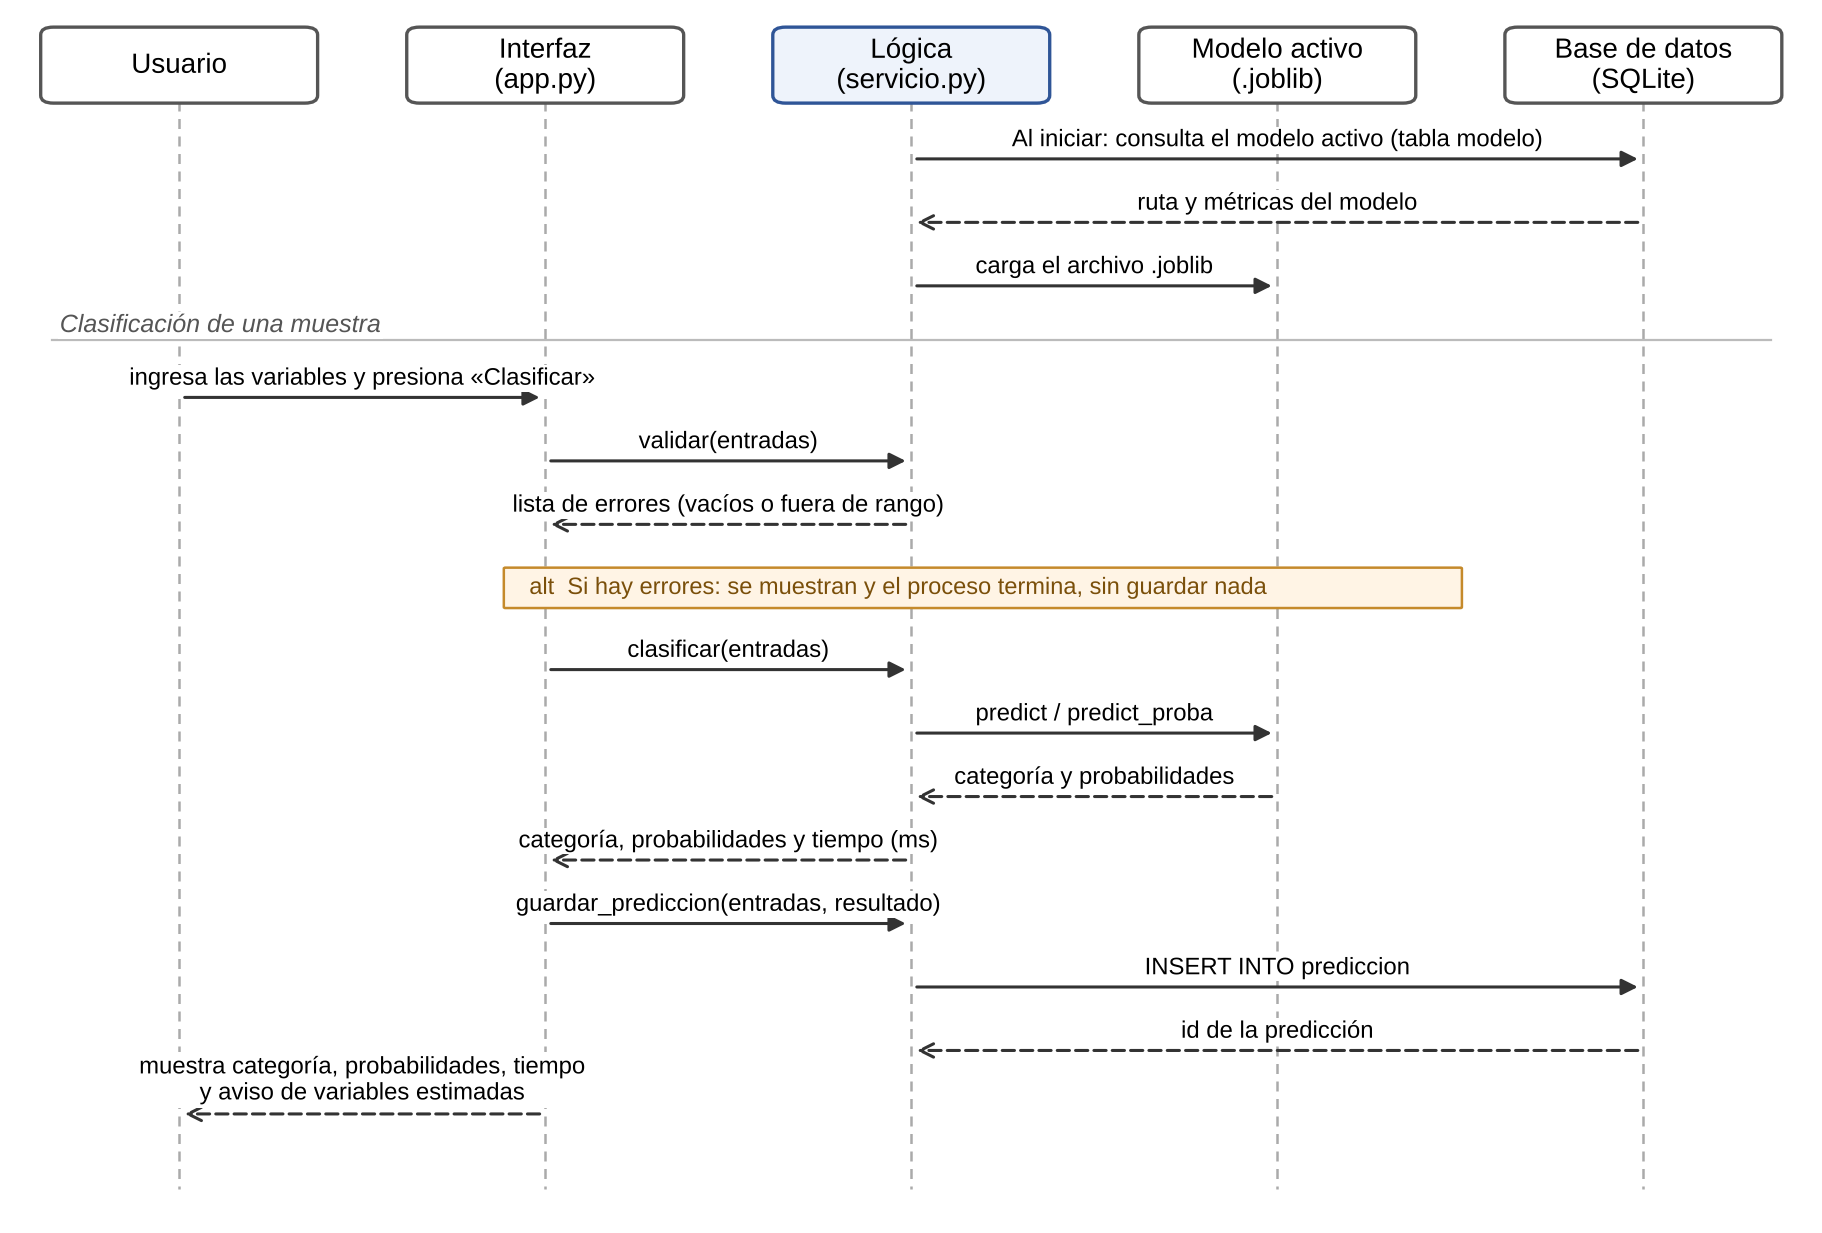 Usuario
Interfaz
(app.py)
Lógica
(servicio.py)
Modelo activo
(.joblib)
Base de datos
(SQLite)
Al iniciar: consulta el modelo activo (tabla modelo)
ruta y métricas del modelo
carga el archivo .joblib
Clasificación de una muestra
ingresa las variables y presiona «Clasificar»
validar(entradas)
lista de errores (vacíos o fuera de rango)
alt  Si hay errores: se muestran y el proceso termina, sin guardar nada
clasificar(entradas)
predict / predict_proba
categoría y probabilidades
categoría, probabilidades y tiempo (ms)
guardar_prediccion(entradas, resultado)
INSERT INTO prediccion
id de la predicción
muestra categoría, probabilidades, tiempo
y aviso de variables estimadas